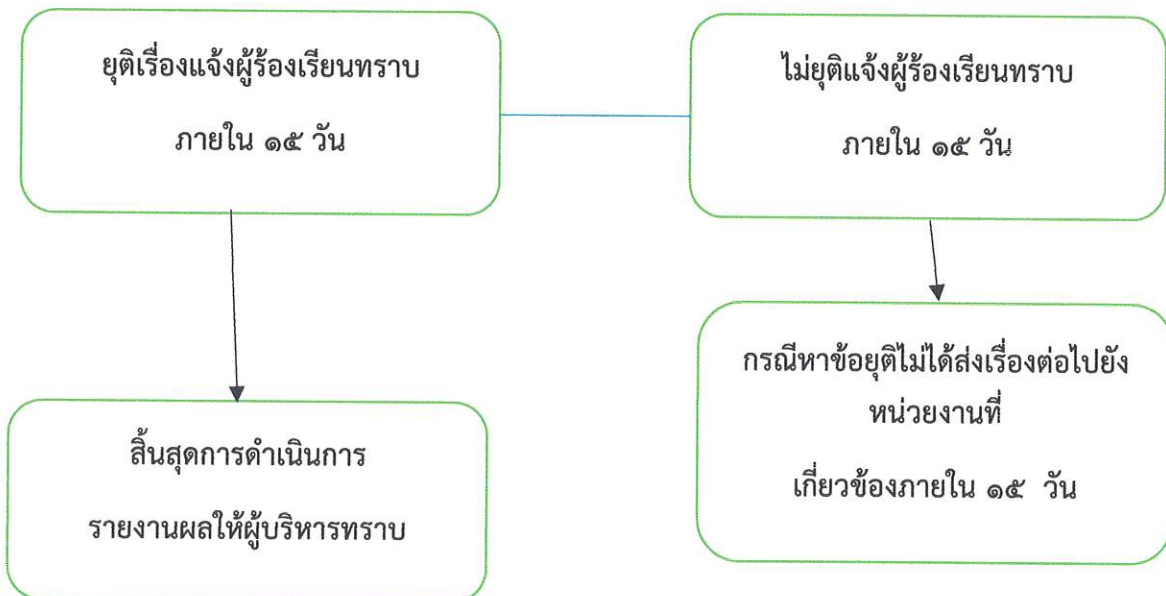 ยุติเรื่องแจ้งผู้ร้องเรียนทราบ
ภายใน ๑๕ วัน
ไม่ยุติแจ้งผู้ร้องเรียนทราบ
ภายใน ๑๕ วัน
สิ้นสุดการดำเนินการ
รายงานผลให้ผู้บริหารทราบ
กรณีหาข้อยุติไม่ได้ส่งเรื่องต่อไปยัง
หน่วยงานที่
เกี่ยวข้องภายใน ๑๕ วัน